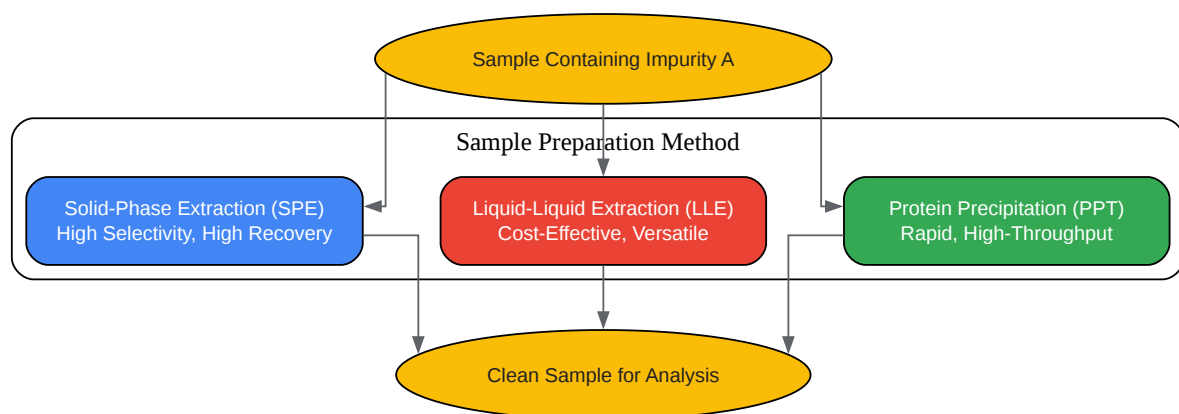 Sample Containing Impurity A
Sample Preparation Method
Solid-Phase Extraction (SPE)
High Selectivity, High Recovery
Liquid-Liquid Extraction (LLE)
Cost-Effective, Versatile
Protein Precipitation (PPT)
Rapid, High-Throughput
Clean Sample for Analysis